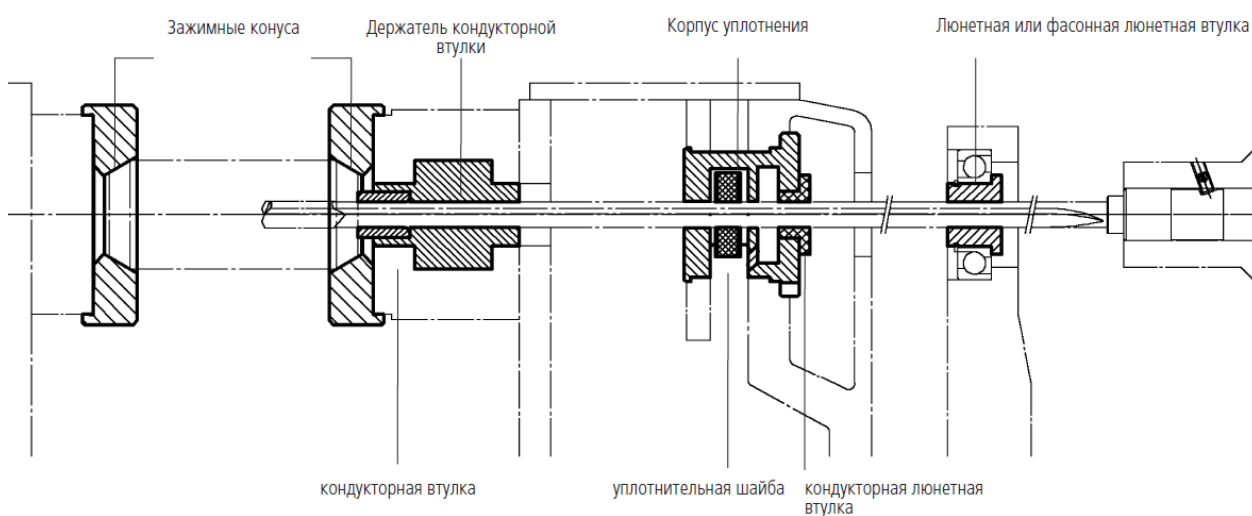 Зажимные конуса
Держатель кондукторной
втулки
Корпус уплотнения
Люнетная или фасонная люнетная втулка
кондукторная втулка
уплотнительная шайба
кондукторная люнетная
втулка